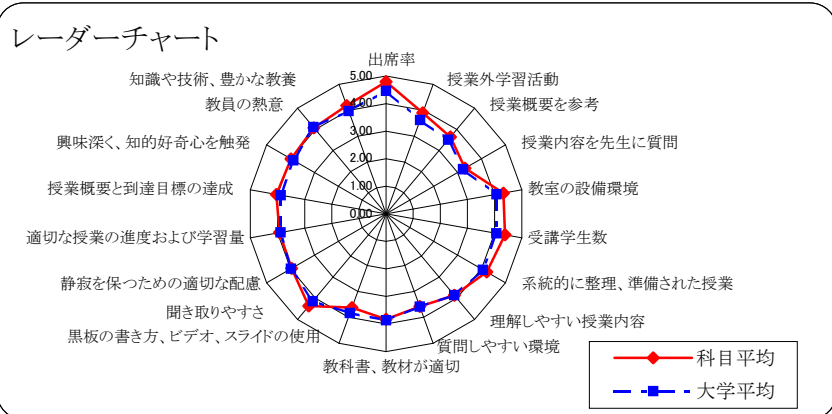 レーダーチャート
出席率
授業外学習活動
授業概要を参考
授業内容を先生に質問
教室の設備環境
受講学生数
系統的に整理、準備された授業
理解しやすい授業内容
質問しやすい環境
教科書、教材が適切
黒板の書き方、ビデオ、スライドの使用
聞き取りやすさ
静寂を保つための適切な配慮
適切な授業の進度および学習量
授業概要と到達目標の達成
興味深く、知的好奇心を触発
教員の熱意
知識や技術、豊かな教養
5.00
4.00
3.00
2.00
1.00
0.00
科目平均
大学平均